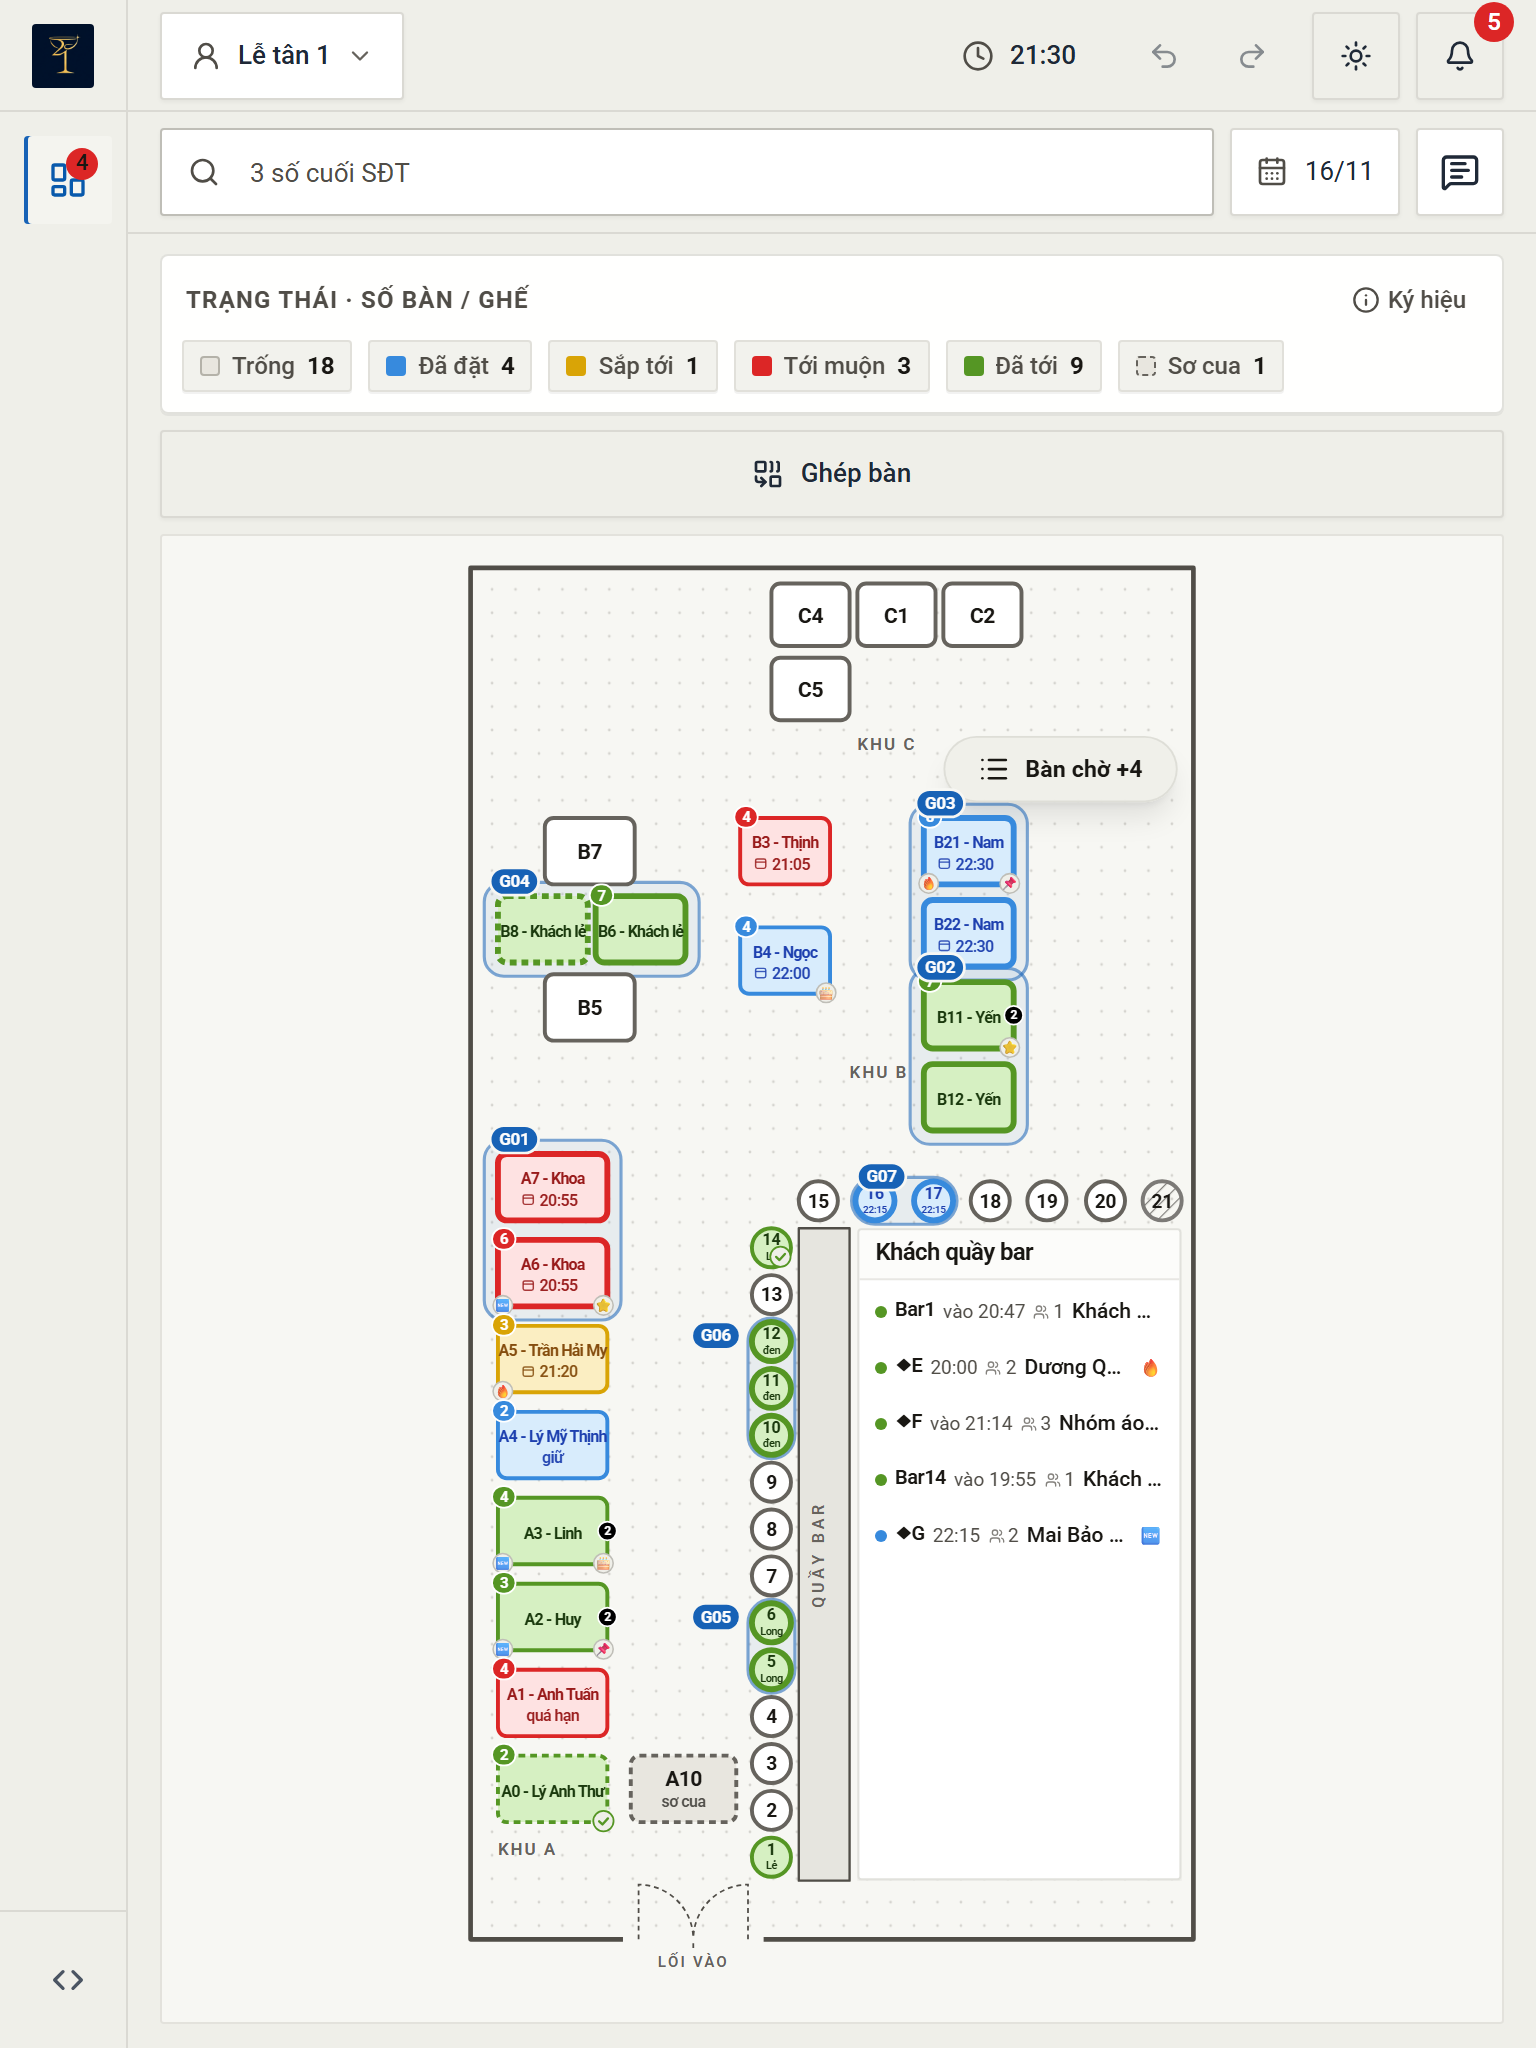 Lễ tân 1
21:30
5
4
3 số cuối SĐT
16/11
TRẠNG THÁI · SỐ BÀN / GHẾ
Ký hiệu
Trống 18
Đã đặt 4
Sắp tới 1
Tới muộn 3
Đã tới 9
Sơ cua 1
Ghép bàn
C4
C1
C2
C5
KHU C
Bàn chờ +4
G03
B7
4
B3 - Thịnh
21:05
B21 - Nam
22:30
G04
7
B8 - Khách lẻ
B6 - Khách lẻ
4
B4 - Ngọc
22:00
B22 - Nam
22:30
G02
B5
B11 - Yến
2
KHU B
B12 - Yến
G01
A7 - Khoa
20:55
G07
15
16
22:15
17
22:15
18
19
20
21
6
A6 - Khoa
20:55
NEW
14
Khách quầy bar
13
Bar1 vào 20:47 1 Khách ...
3
A5 - Trần Hải My
21:20
G06
12
đen
◆E 20:00 2 Dương Q...
11
đen
2
A4 - Lý Mỹ Thịnh
giữ
10
đen
◆F vào 21:14 3 Nhóm áo...
9
Bar14 vào 19:55 1 Khách ...
4
A3 - Linh
2
NEW
8
◆G 22:15 2 Mai Bảo ...
NEW
7
QUẦY BAR
3
A2 - Huy
2
NEW
G05
6
Long
5
Long
4
A1 - Anh Tuấn
quá hạn
4
3
2
A0 - Lý Anh Thư
A10
sơ cua
2
KHU A
1
Lẻ
LỐI VÀO